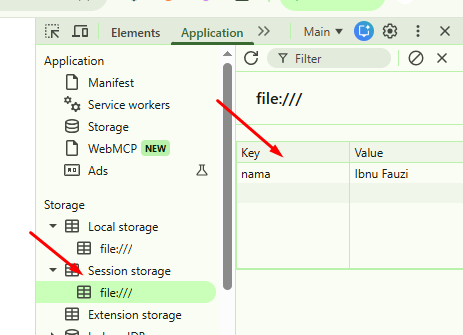 Elements
Application
Main
Application
Manifest
Service workers
Storage
WebMCP NEW
Ads
Storage
Local storage
file:///
Session storage
file:///
Extension storage
Filter
file:///
Key Value
nama Ibnu Fauzi